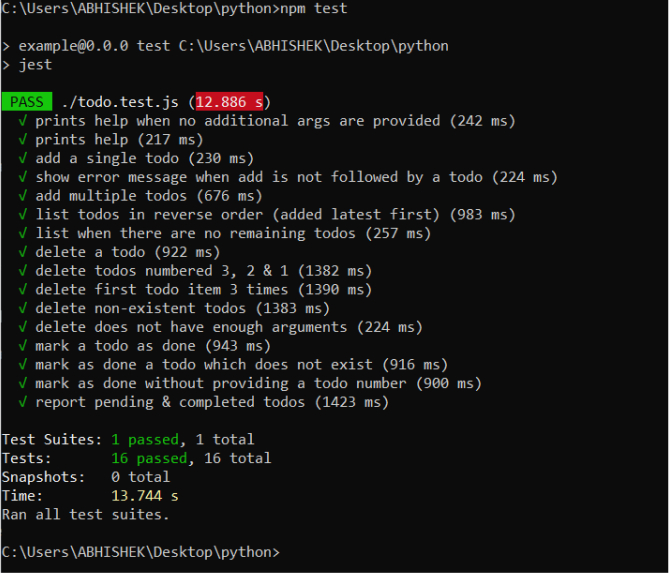 C:\Users\ABHISHEK\Desktop\python>npm test
> example@0.0.0 test C:\Users\ABHISHEK\Desktop\python
> jest
PASS ./todo.test.js (12.886 s)
√ prints help when no additional args are provided (242 ms)
√ prints help (217 ms)
√ add a single todo (230 ms)
√ show error message when add is not followed by a todo (224 ms)
√ add multiple todos (676 ms)
√ list todos in reverse order (added latest first) (983 ms)
√ list when there are no remaining todos (257 ms)
√ delete a todo (922 ms)
√ delete todos numbered 3, 2 & 1 (1382 ms)
√ delete first todo item 3 times (1390 ms)
√ delete non-existent todos (1383 ms)
√ delete does not have enough arguments (224 ms)
√ mark a todo as done (943 ms)
√ mark as done a todo which does not exist (916 ms)
√ mark as done without providing a todo number (900 ms)
√ report pending & completed todos (1423 ms)
Test Suites: 1 passed, 1 total
Tests:       16 passed, 16 total
Snapshots:   0 total
Time:        13.744 s
Ran all test suites.
C:\Users\ABHISHEK\Desktop\python>